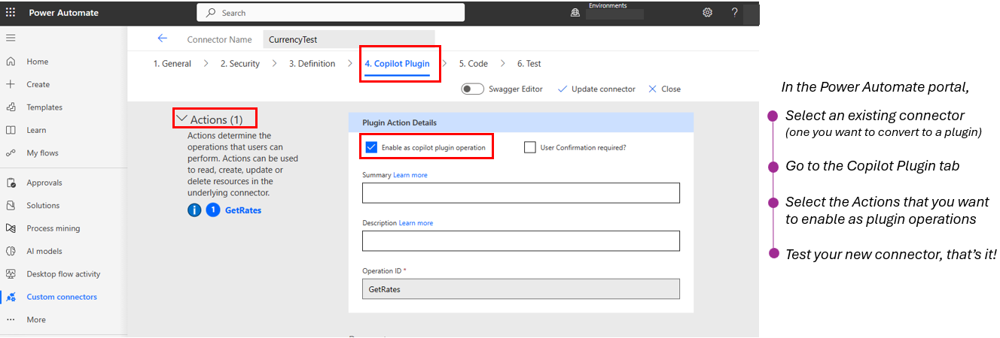 Power Automate
Search
Environments
?
Connector Name
CurrencyTest
1. General
2. Security
3. Definition
4. Copilot Plugin
5. Code
6. Test
Swagger Editor
Update connector
Close
Home
Create
Templates
Learn
My flows
Approvals
Solutions
Process mining
AI models
Desktop flow activity
Custom connectors
More
Actions (1)
Actions determine the
operations that users can
perform. Actions can be used
to read, create, update or
delete resources in the
underlying connector.
i 1 GetRates
Plugin Action Details
Enable as copilot plugin operation
User Confirmation required?
Summary Learn more
Description Learn more
Operation ID *
GetRates
In the Power Automate portal,
Select an existing connector
(one you want to convert to a plugin)
Go to the Copilot Plugin tab
Select the Actions that you want
to enable as plugin operations
Test your new connector, that's it!